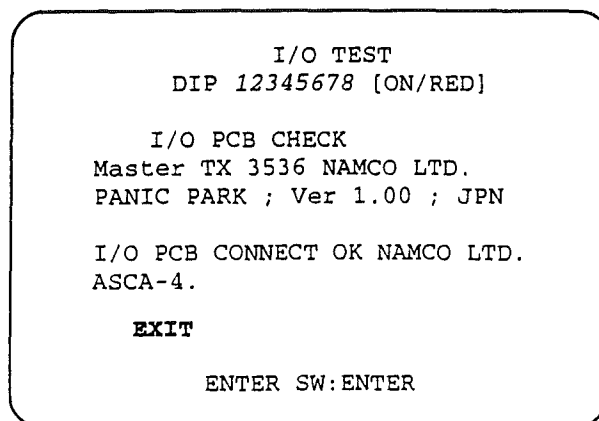 I/O TEST
DIP 12345678 [ON/RED]
I/O PCB CHECK
Master TX 3536 NAMCO LTD.
PANIC PARK ; Ver 1.00 ; JPN
I/O PCB CONNECT OK NAMCO LTD.
ASCA-4.
EXIT
ENTER SW:ENTER